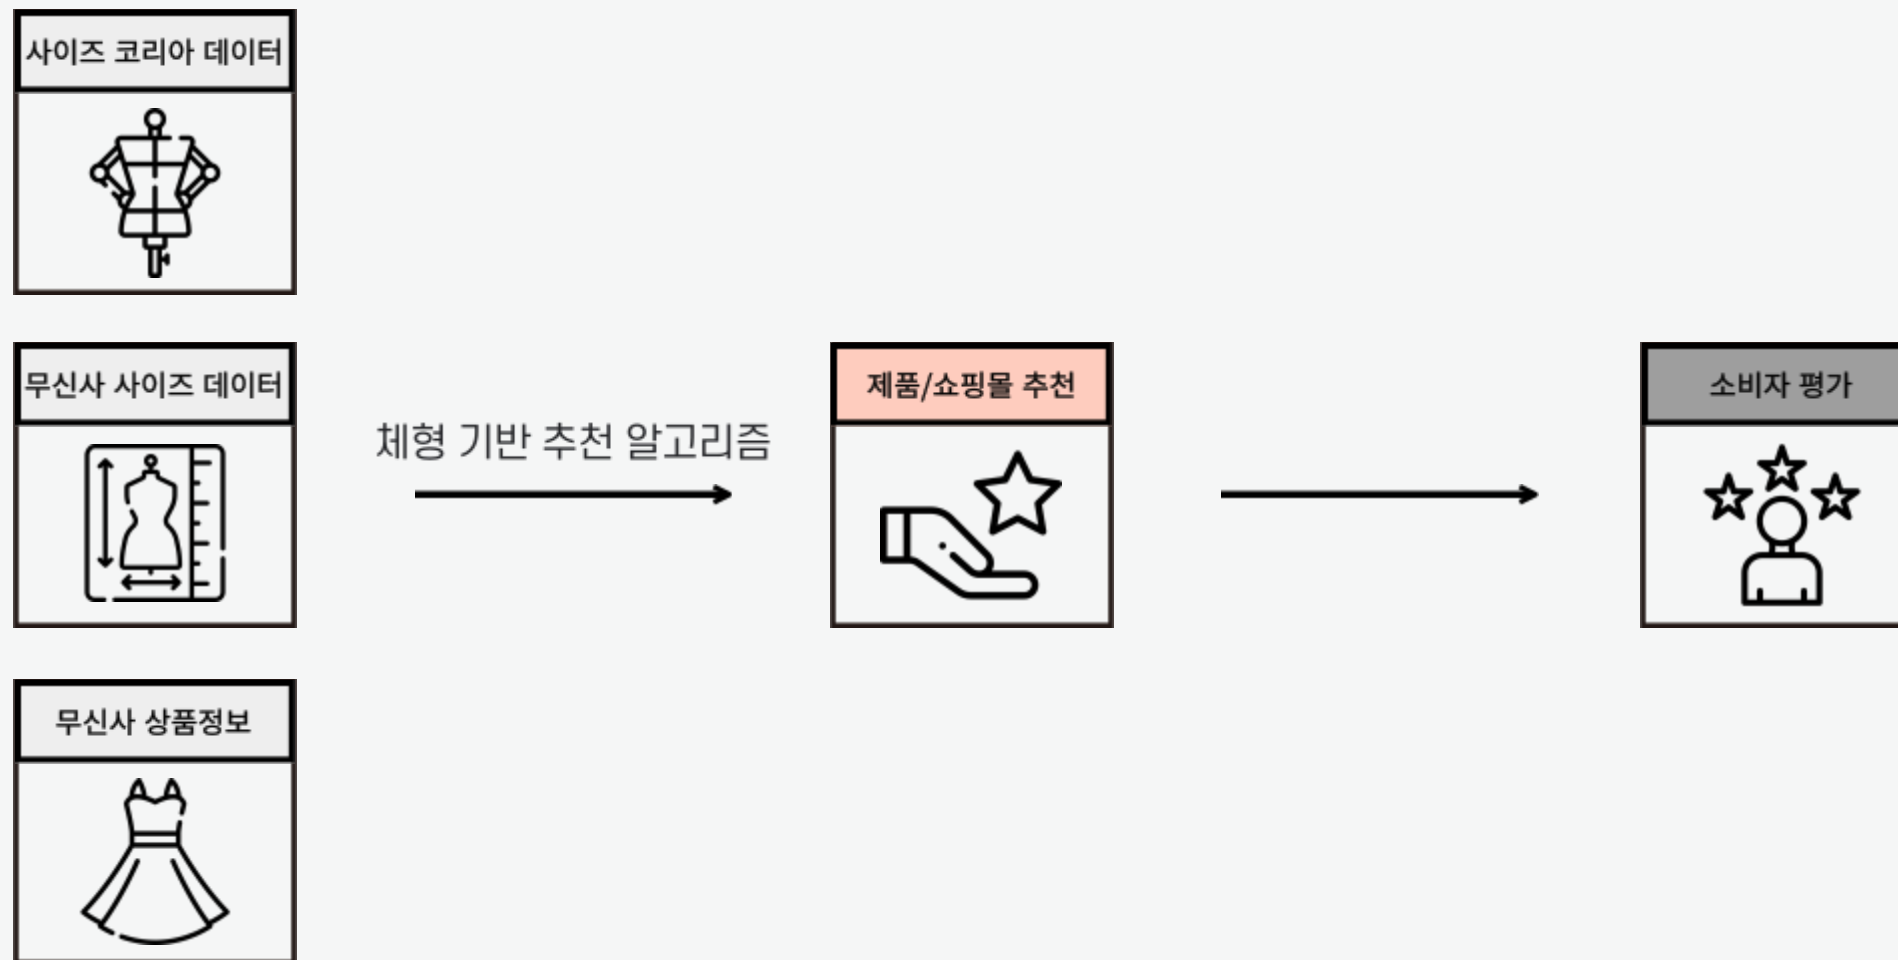 사이즈 코리아 데이터
무신사 사이즈 데이터
체형 기반 추천 알고리즘
제품/쇼핑몰 추천
소비자 평가
무신사 상품정보